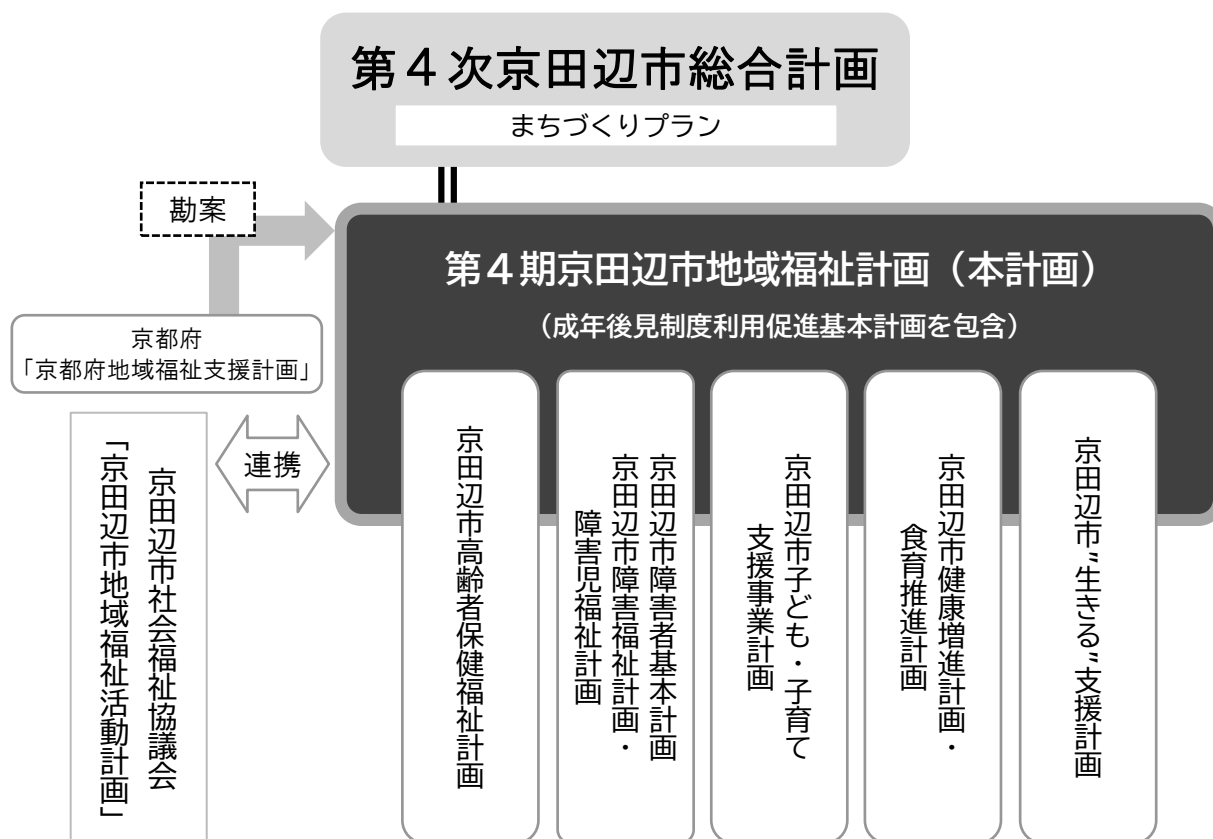 第４次京田辺市総合計画
まちづくりプラン
勘案
第４期京田辺市地域福祉計画（本計画）
（成年後見制度利用促進基本計画を包含）
京都府
「京都府地域福祉支援計画」
連携
京田辺市社会福祉協議会
「京田辺市地域福祉活動計画」
京田辺市高齢者保健福祉計画
京田辺市障害者基本計画
京田辺市障害福祉計画・
障害児福祉計画
京田辺市子ども・子育て
支援事業計画
京田辺市健康増進計画・
食育推進計画
京田辺市”生きる”支援計画